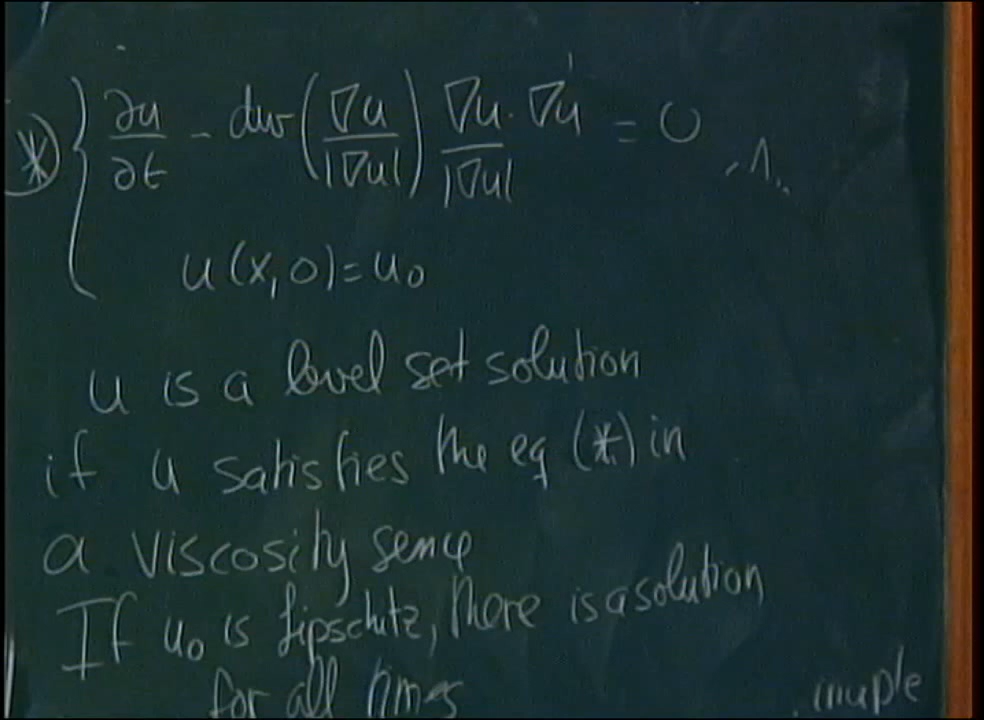 (*) { ∂u/∂t - div(∇u/|∇u|) ∇u·∇u/|∇u| = 0
u(x,0)=u₀
u is a level set solution
if u satisfies the eq (*) in
a viscosity sence
If u₀ is Lipschitz, there is a solution
for all times